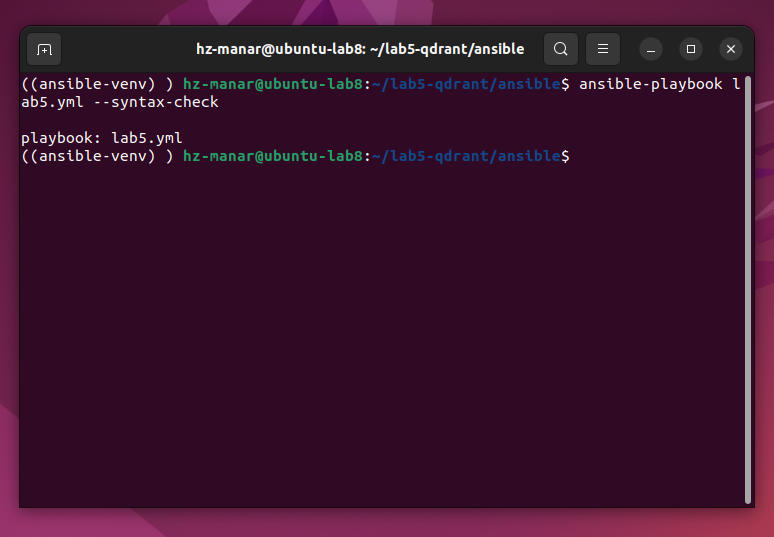 hz-manar@ubuntu-lab8: ~/lab5-qdrant/ansible
((ansible-venv) ) hz-manar@ubuntu-lab8:~/lab5-qdrant/ansible$ ansible-playbook l
ab5.yml --syntax-check

playbook: lab5.yml
((ansible-venv) ) hz-manar@ubuntu-lab8:~/lab5-qdrant/ansible$